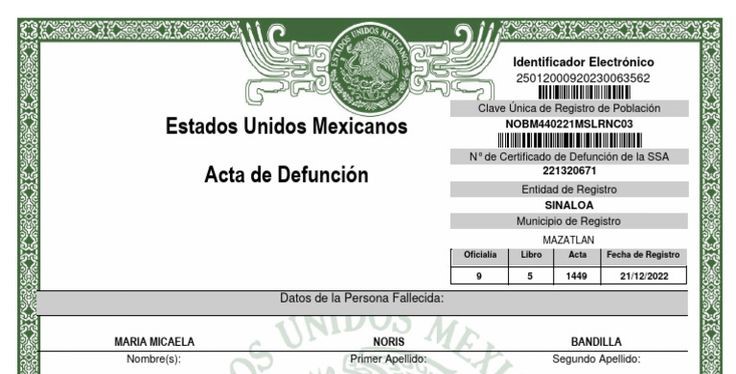 ESTADOS UNIDOS MEXICANOS
Identificador Electrónico
25012000920230063562
Clave Única de Registro de Población
NOBM440221MSLRNC03
Estados Unidos Mexicanos
N° de Certificado de Defunción de la SSA
Acta de Defunción
221320671
Entidad de Registro
SINALOA
Municipio de Registro
MAZATLAN
Oficialía Libro Acta Fecha de Registro
9 5 1449 21/12/2022
Datos de la Persona Fallecida:
MARIA MICAELA NORIS BANDILLA
Nombre(s): Primer Apellido: Segundo Apellido:
OS UNIDOS MEXI